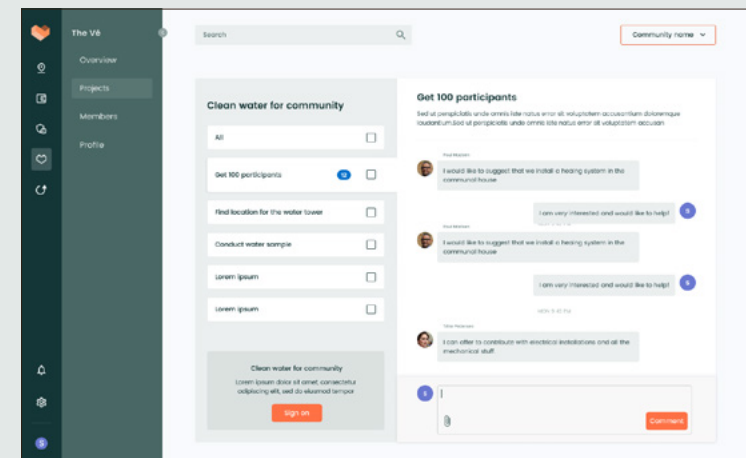 The Vé
Overview
Projects
Members
Profile
S
Search
Community name
Clean water for community
All
Get 100 participants
12
Find location for the water tower
Conduct water sample
Lorem ipsum
Lorem ipsum
Clean water for community
Lorem ipsum dolor sit amet, consectetur
adipiscing elit, sed do eiusmod tempor
Sign on
Get 100 participants
Sed ut perspiciatis unde omnis iste natus error sit voluptatem accusantium doloremque
laudantium.Sed ut perspiciatis unde omnis iste natus error sit voluptatem accusan
I would like to suggest that we install a heaing system in the
communal house
I am very interested and would like to help!
S
I would like to suggest that we install a heaing system in the
communal house
I am very interested and would like to help!
S
I can offer to contribute with electrical installations and all the
mechanical stuff.
S
Comment